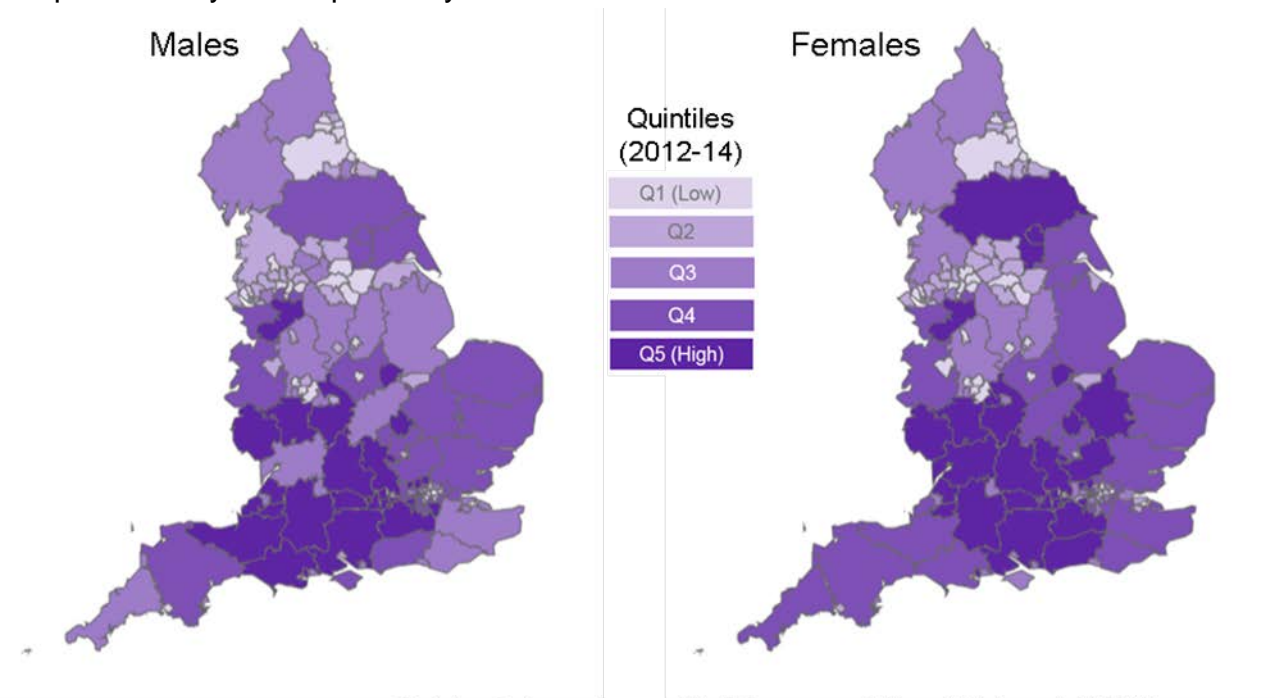 Males
Females
Quintiles
(2012-14)
Q1 (Low)
Q2
Q3
Q4
Q5 (High)